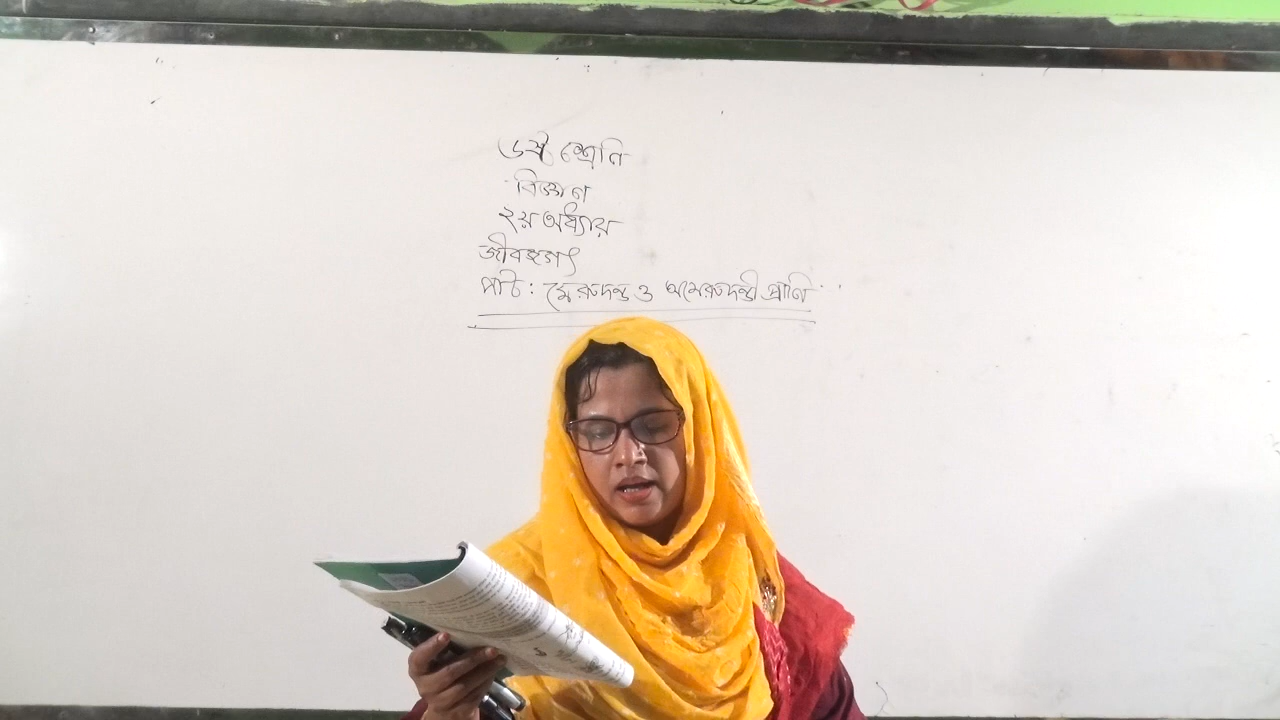 ৬ষ্ঠ শ্রেণি
বিজ্ঞান
২য় অধ্যায়
জীবজগৎ
পাঠ: মেরুদন্ড ও অমেরুদন্ডী প্রাণি